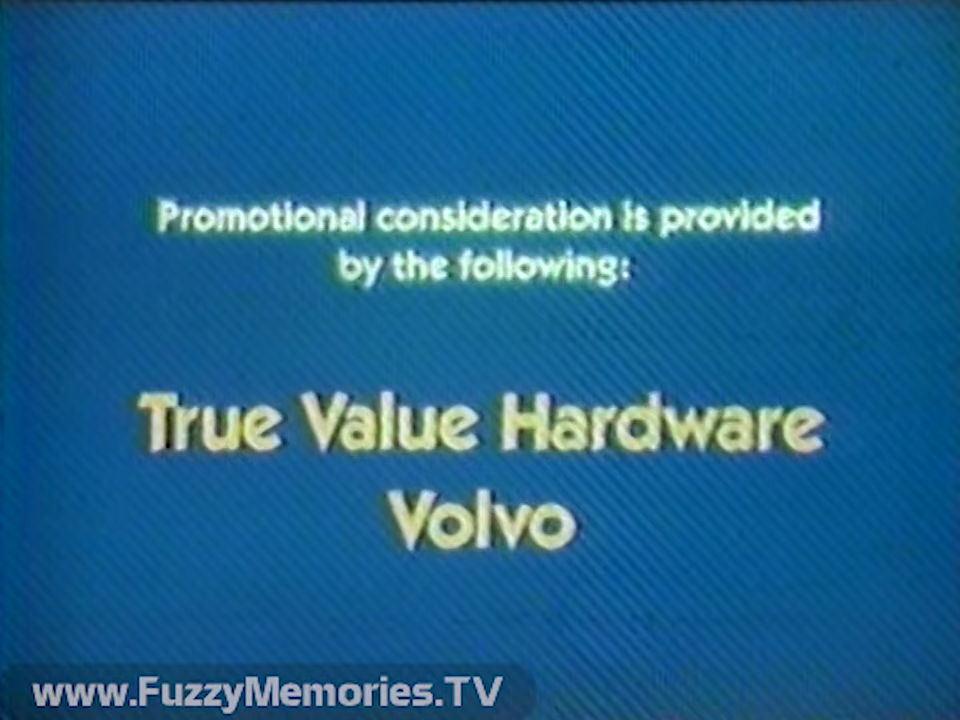 Promotional consideration is provided
by the following:
True Value Hardware
Volvo
www.FuzzyMemories.TV